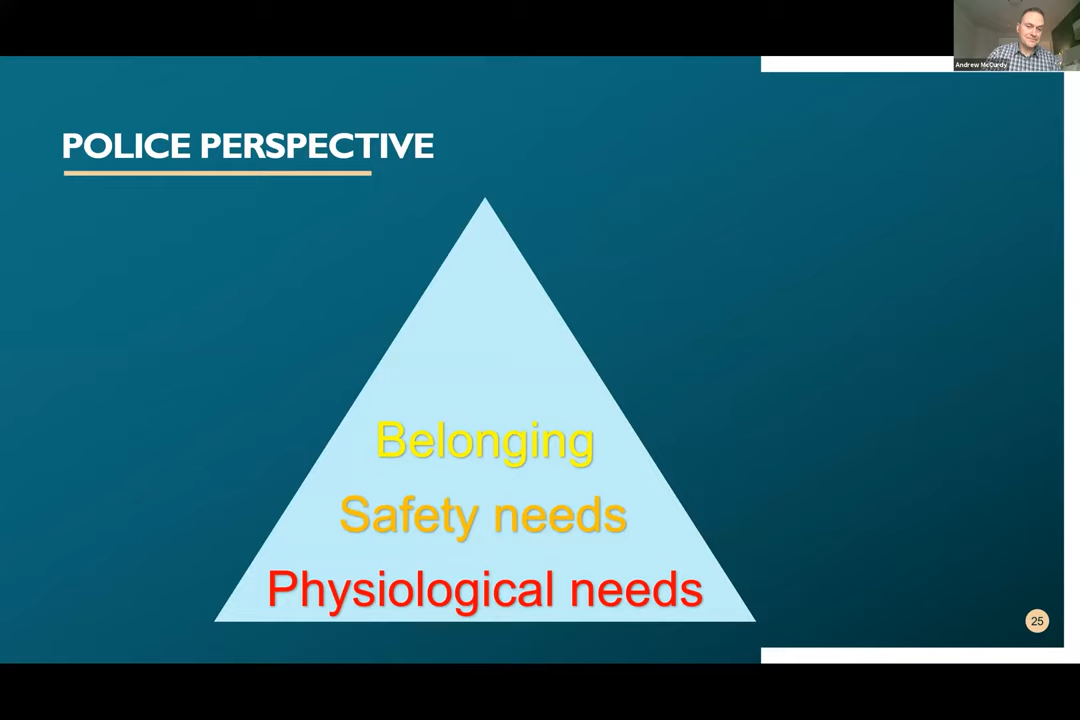 Andrew McCurdy
POLICE PERSPECTIVE
Belonging
Safety needs
Physiological needs
25